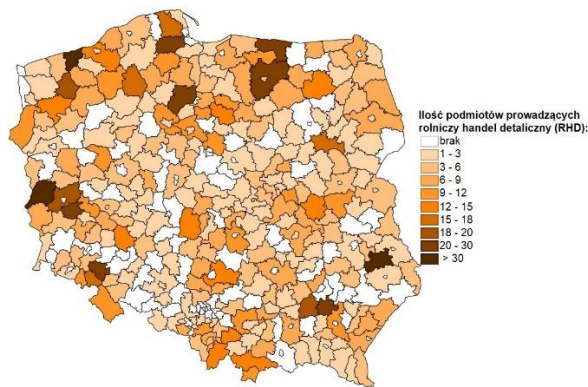 Ilość podmiotów prowadzących
rolniczy handel detaliczny (RHD):
brak
1 - 3
3 - 6
6 - 9
9 - 12
12 - 15
15 - 18
18 - 20
20 - 30
> 30